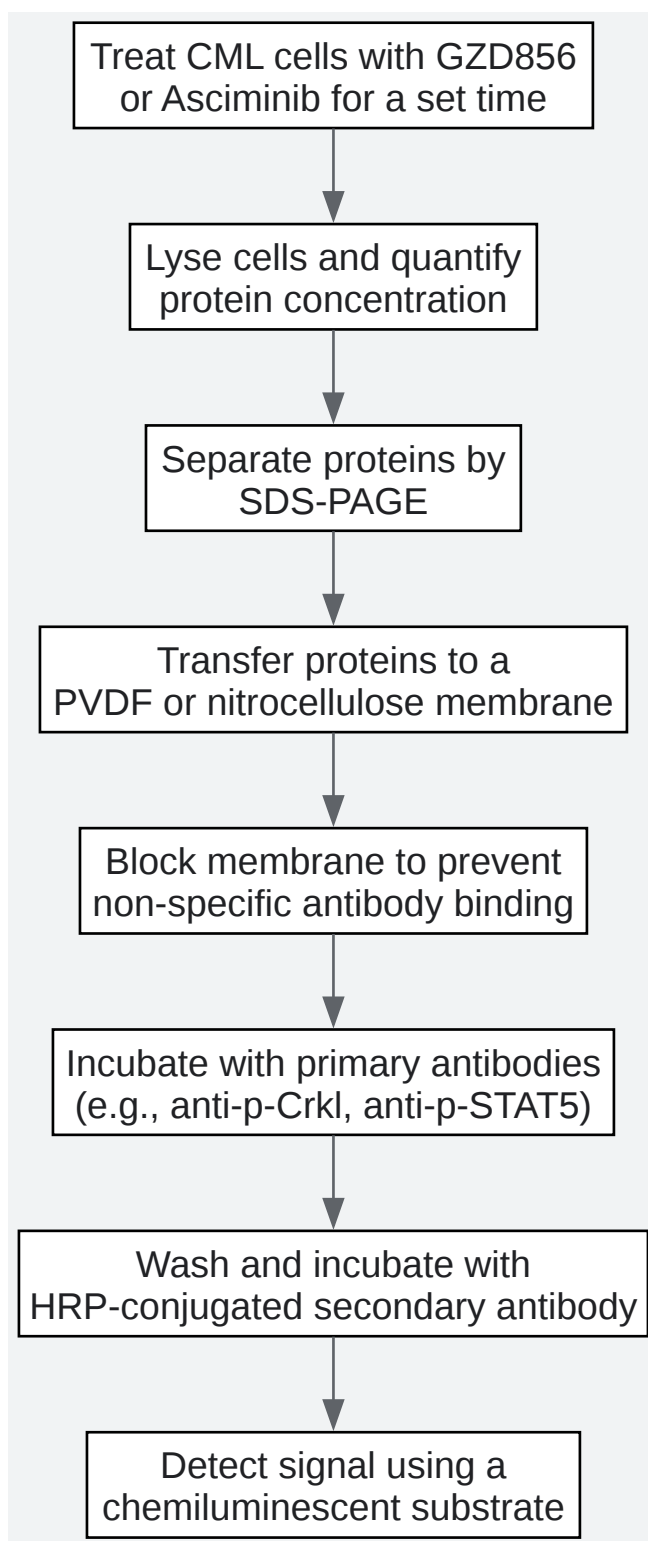 Treat CML cells with GZD856
or Asciminib for a set time
Lyse cells and quantify
protein concentration
Separate proteins by
SDS-PAGE
Transfer proteins to a
PVDF or nitrocellulose membrane
Block membrane to prevent
non-specific antibody binding
Incubate with primary antibodies
(e.g., anti-p-Crkl, anti-p-STAT5)
Wash and incubate with
HRP-conjugated secondary antibody
Detect signal using a
chemiluminescent substrate